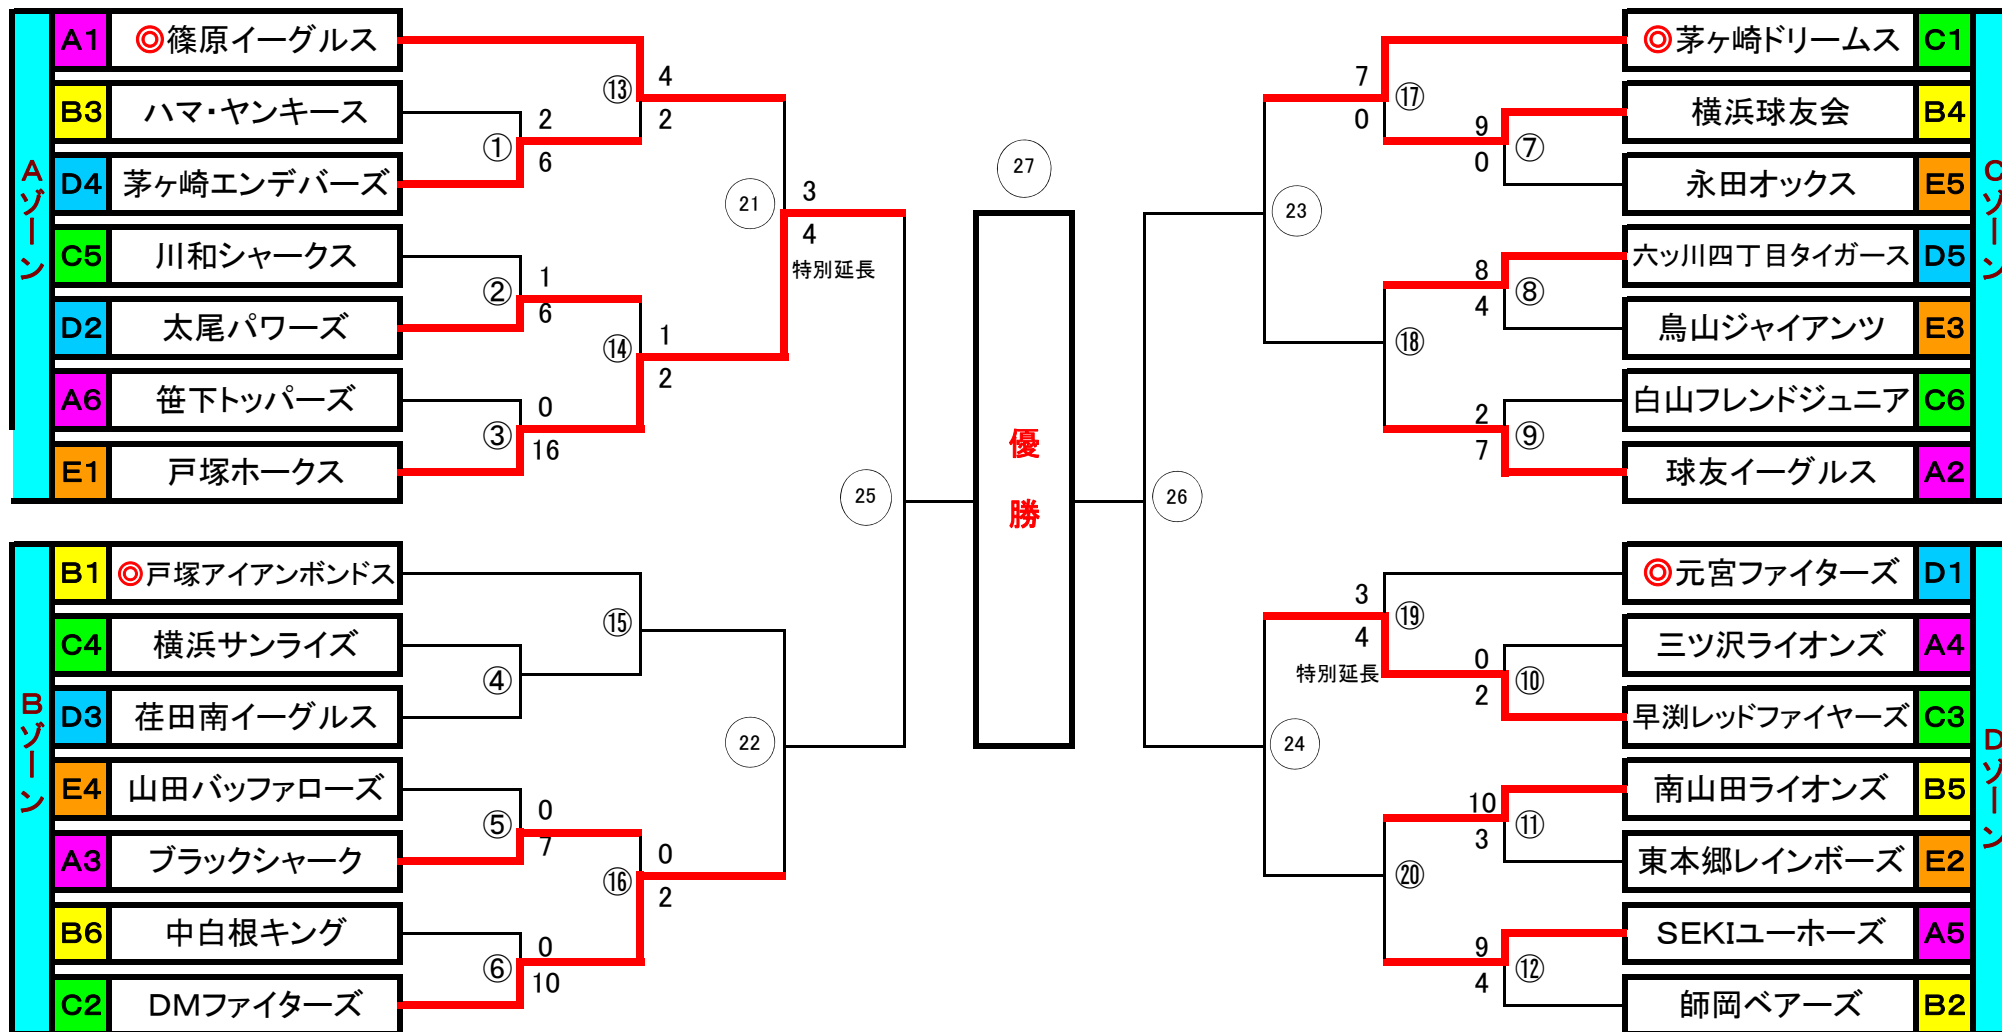 Aゾーン
A1 ◎篠原イーグルス
B3 ハマ・ヤンキース
D4 茅ヶ崎エンデバーズ
C5 川和シャークス
D2 太尾パワーズ
A6 笹下トッパーズ
E1 戸塚ホークス
① 2 6
② 1 6
③ 0 16
⑬ 4 2
⑭ 1 2
21 3 4
特別延長
Bゾーン
B1 ◎戸塚アイアンボンドス
C4 横浜サンライズ
D3 荏田南イーグルス
E4 山田バッファローズ
A3 ブラックシャーク
B6 中白根キング
C2 DMファイターズ
④
⑤ 0 7
⑥ 0 10
⑮
⑯ 0 2
22
25
27
優勝
26
Cゾーン
◎茅ヶ崎ドリームス C1
横浜球友会 B4
永田オックス E5
六ッ川四丁目タイガース D5
鳥山ジャイアンツ E3
白山フレンドジュニア C6
球友イーグルス A2
7 0 ⑰
9 0 ⑦
8 4 ⑧
2 7 ⑨
⑱
23
Dゾーン
◎元宮ファイターズ D1
三ツ沢ライオンズ A4
早渕レッドファイヤーズ C3
南山田ライオンズ B5
東本郷レインボーズ E2
SEKIユーホーズ A5
師岡ベアーズ B2
3 4 ⑲
特別延長
0 2 ⑩
10 3 ⑪
9 4 ⑫
⑳
24